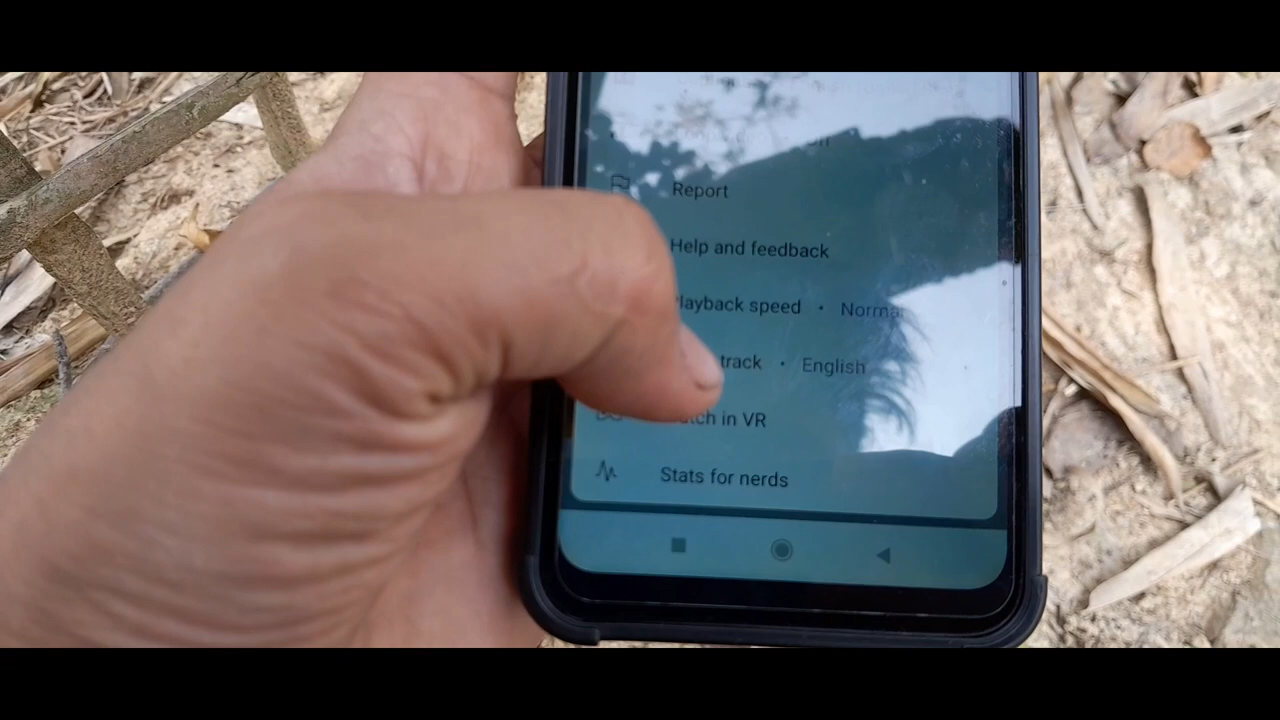 Report
Help and feedback
layback speed • Norma
track • English
tch in VR
Stats for nerds